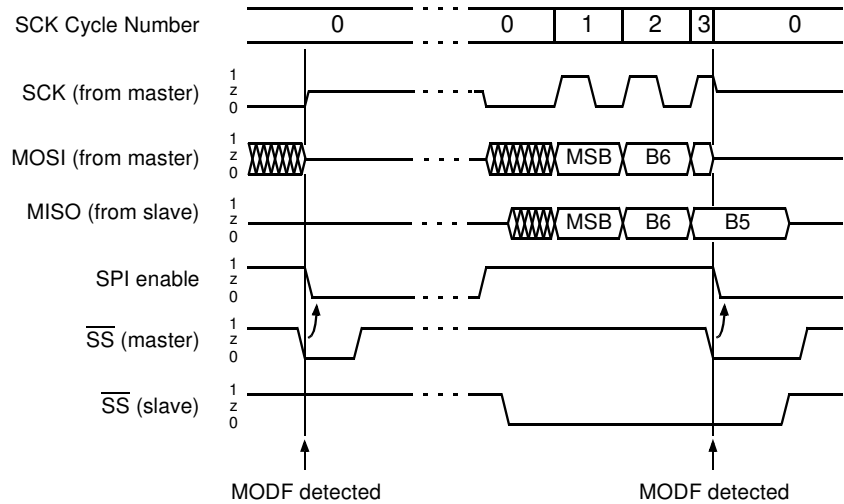 SCK Cycle Number 0 0 1 2 3 0
SCK (from master) 1 z 0
MOSI (from master) 1 z 0 MSB B6
MISO (from slave) 1 z 0 MSB B6 B5
SPI enable 1 z 0
SS (master) 1 z 0
SS (slave) 1 z 0
MODF detected MODF detected